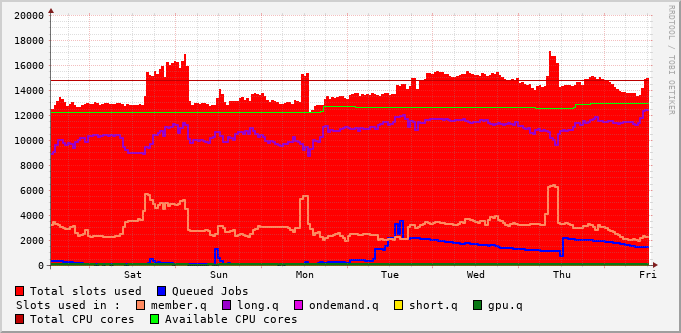 RRDTOOL / TOBI OETIKER
20000
18000
16000
14000
12000
10000
8000
6000
4000
2000
0
Sat Sun Mon Tue Wed Thu Fri
Total slots used Queued Jobs
Slots used in : member.q long.q ondemand.q short.q gpu.q
Total CPU cores Available CPU cores